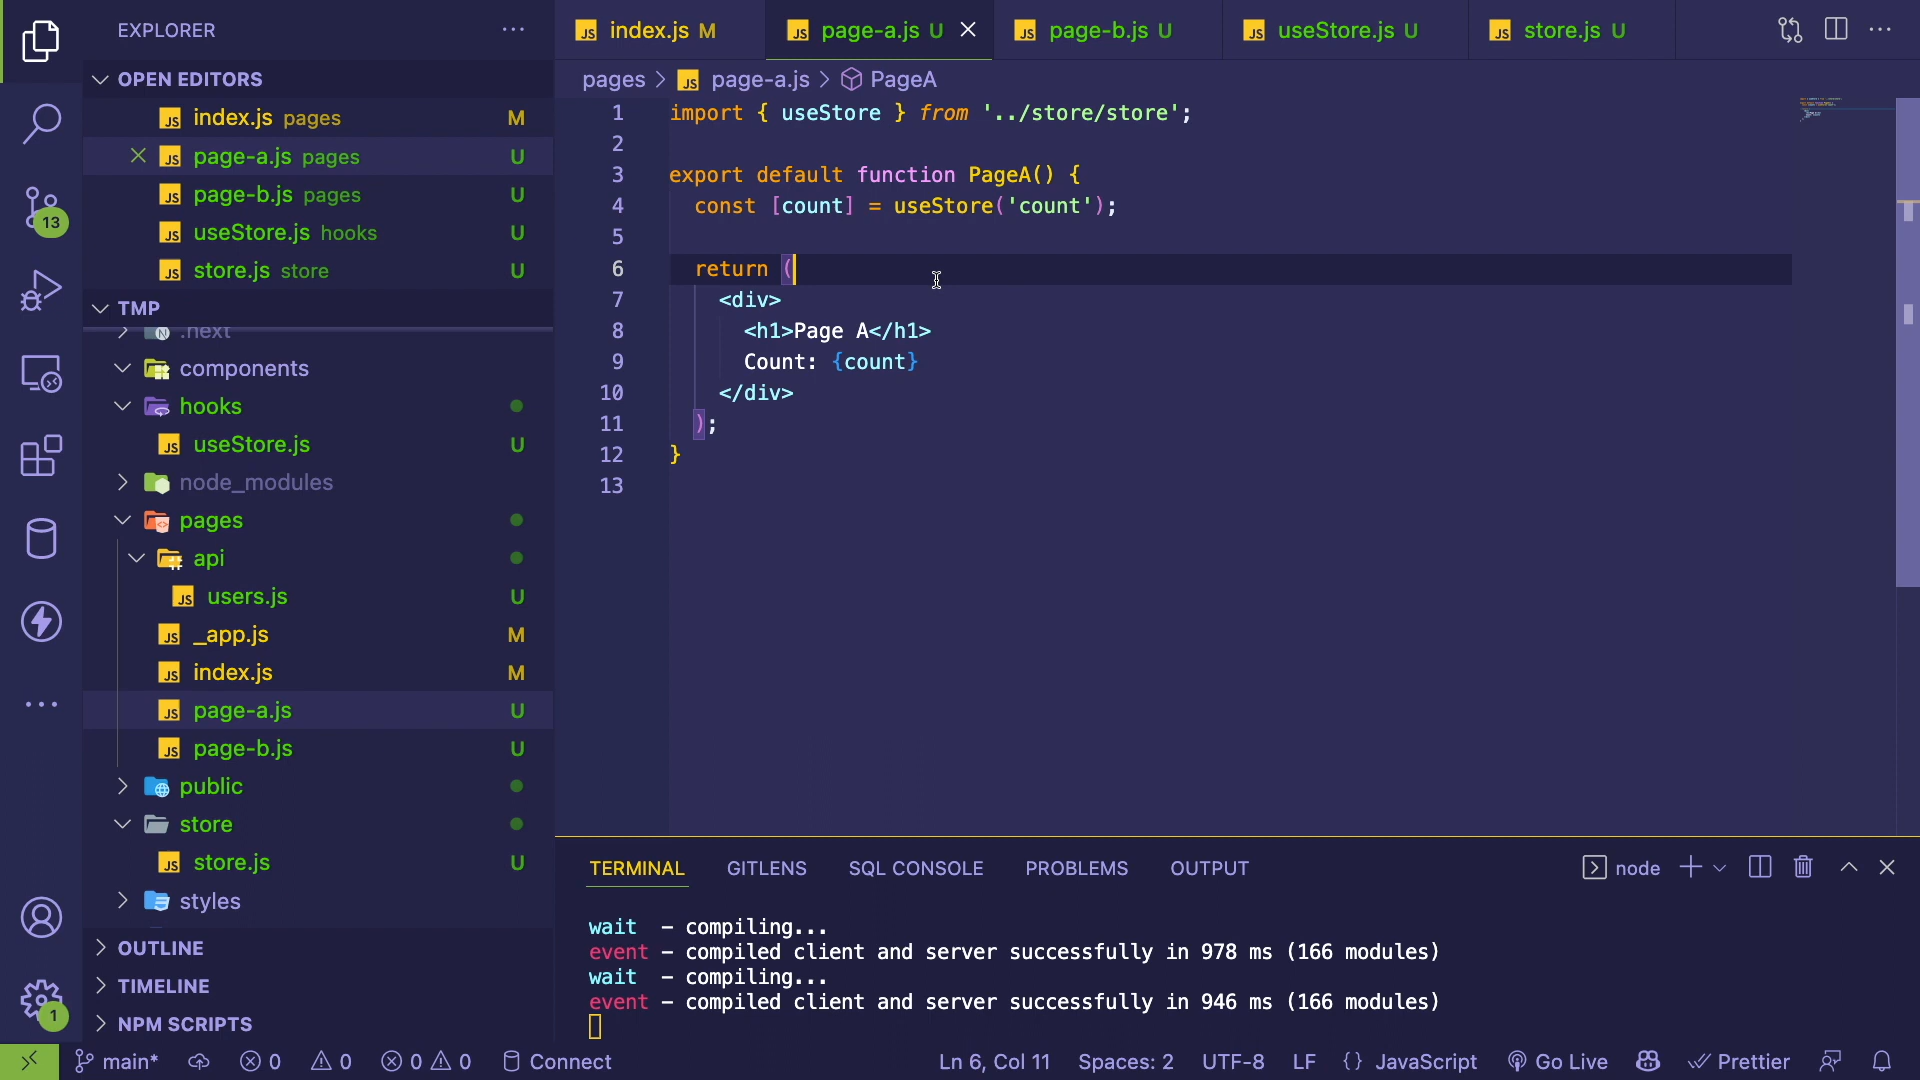 EXPLORER
OPEN EDITORS
index.js pages M
page-a.js pages U
page-b.js pages U
useStore.js hooks U
store.js store U
TMP
.next
components
hooks
useStore.js U
node_modules
pages
api
users.js U
_app.js M
index.js M
page-a.js U
page-b.js U
public
store
store.js U
styles
OUTLINE
TIMELINE
NPM SCRIPTS
13
1
index.js M
page-a.js U
page-b.js U
useStore.js U
store.js U
pages > page-a.js > PageA
1 import { useStore } from '../store/store';
2
3 export default function PageA() {
4 const [count] = useStore('count');
5
6 return (
7 <div>
8 <h1>Page A</h1>
9 Count: {count}
10 </div>
11 );
12 }
13
TERMINAL GITLENS SQL CONSOLE PROBLEMS OUTPUT node
wait - compiling...
event - compiled client and server successfully in 978 ms (166 modules)
wait - compiling...
event - compiled client and server successfully in 946 ms (166 modules)
main* 0 0 0 0 Connect Ln 6, Col 11 Spaces: 2 UTF-8 LF {} JavaScript Go Live Prettier